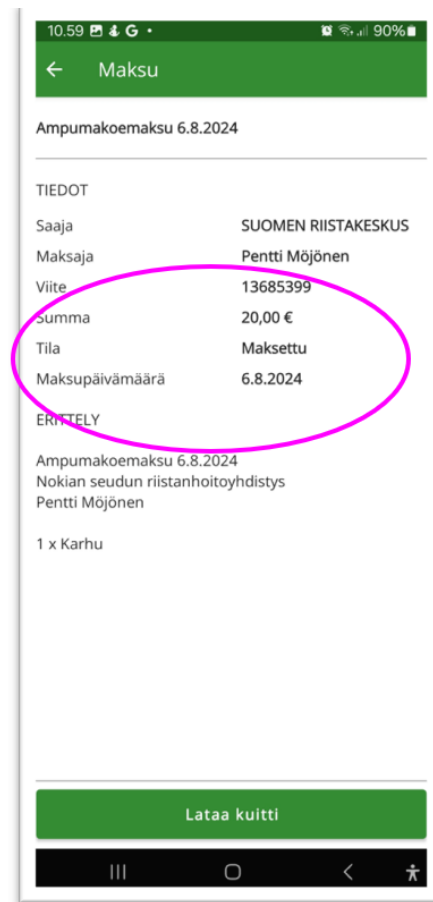 10.59 G • 90%
Maksu
Ampumakoemaksu 6.8.2024
TIEDOT
Saaja SUOMEN RIISTAKESKUS
Maksaja Pentti Möjönen
Viite 13685399
Summa 20,00 €
Tila Maksettu
Maksupäivämäärä 6.8.2024
ERITTELY
Ampumakoemaksu 6.8.2024
Nokian seudun riistanhoitoyhdistys
Pentti Möjönen
1 x Karhu
Lataa kuitti